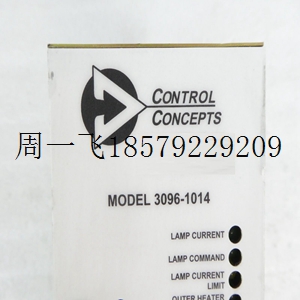 CONTROL
CONCEPTS
周一飞18579229209
MODEL 3096-1014
LAMP CURRENT
LAMP COMMAND
LAMP CURRENT
LIMIT
OUTER HEATER